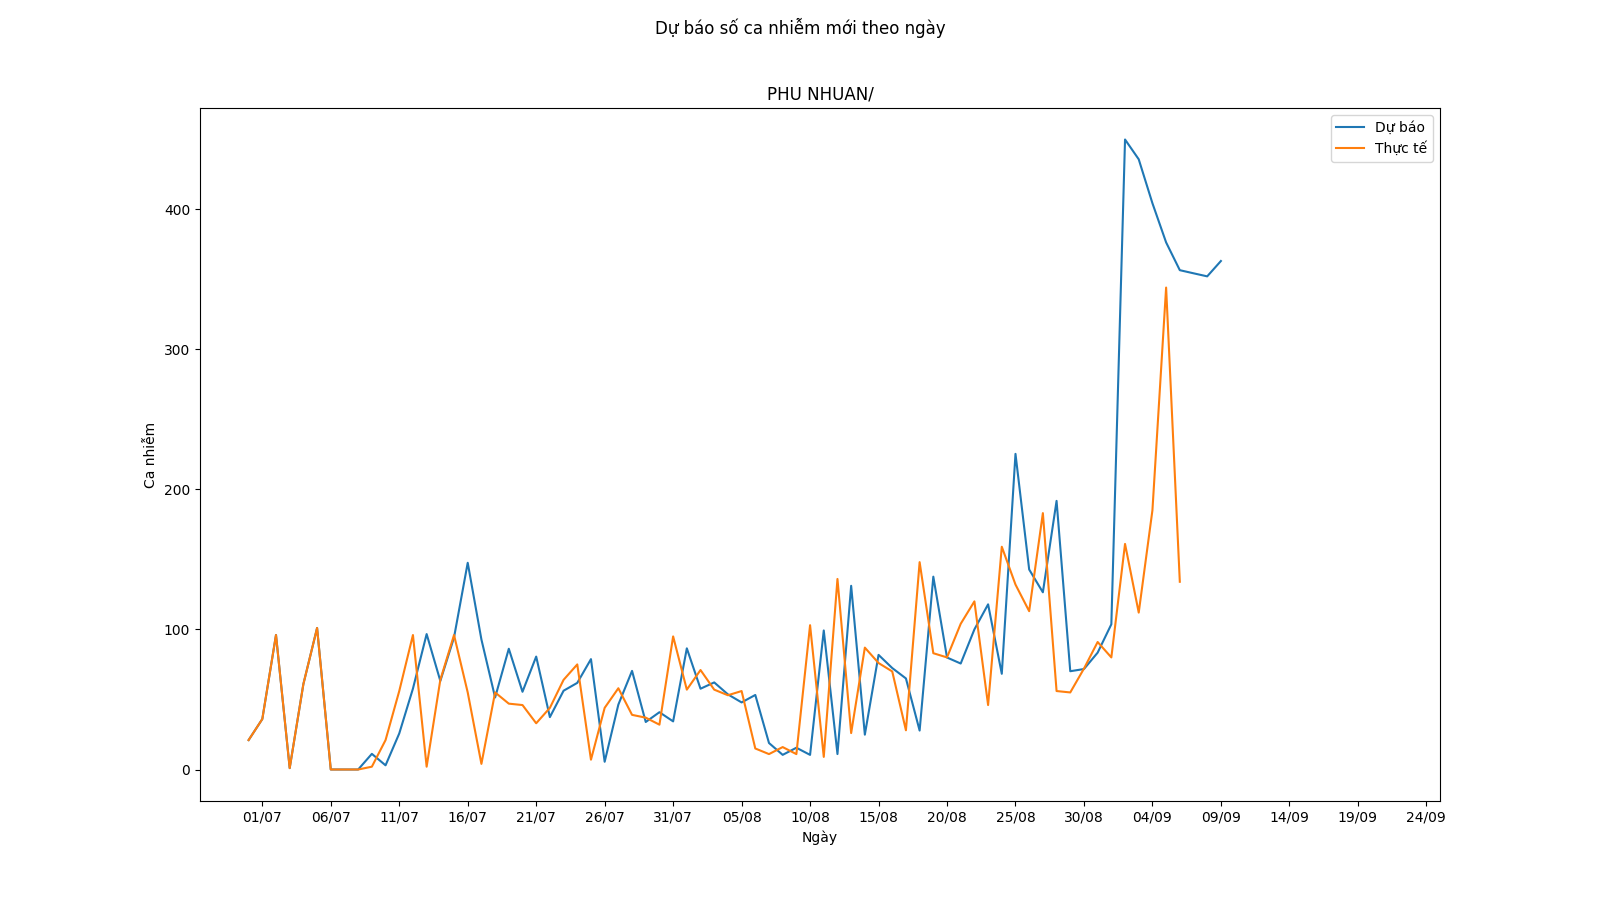 Dự báo số ca nhiễm mới theo ngày
PHU NHUAN/
Dự báo
Thực tế
400
300
200
100
0
Ca nhiễm
01/07 06/07 11/07 16/07 21/07 26/07 31/07 05/08 10/08 15/08 20/08 25/08 30/08 04/09 09/09 14/09 19/09 24/09
Ngày